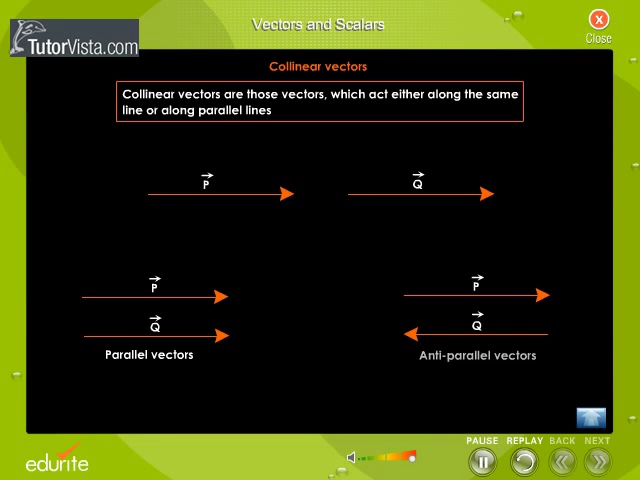 Vectors and Scalars
X
Close
TutorVista.com
Collinear vectors
Collinear vectors are those vectors, which act either along the same
line or along parallel lines
P
Q
P
Q
Parallel vectors
P
Q
Anti-parallel vectors
PAUSE REPLAY BACK NEXT
edurite